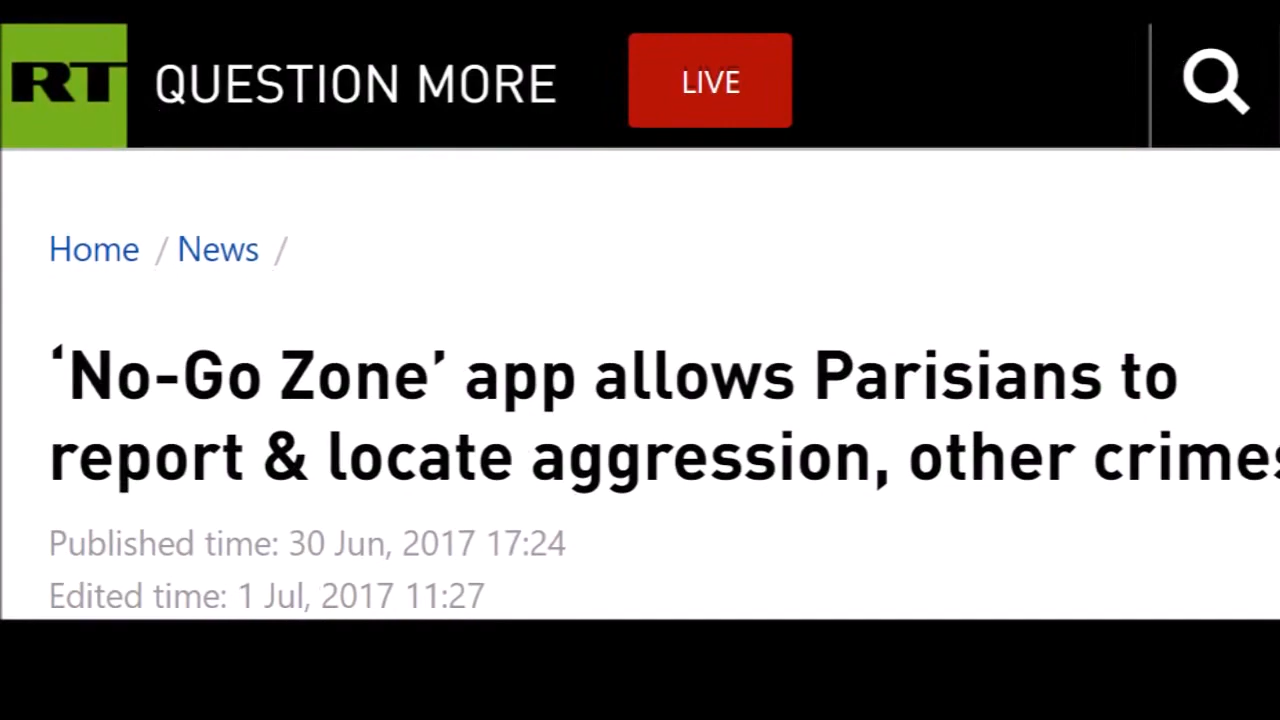 RT QUESTION MORE LIVE
Home / News /
‘No-Go Zone’ app allows Parisians to
report & locate aggression, other crimes
Published time: 30 Jun, 2017 17:24
Edited time: 1 Jul, 2017 11:27